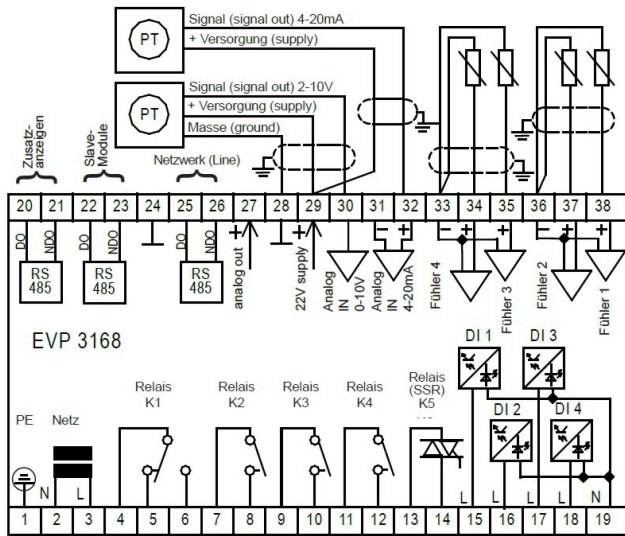 Signal (signal out) 4-20mA
PT
+ Versorgung (supply)
Signal (signal out) 2-10V
PT
+ Versorgung (supply)
Masse (ground)
Zusatz-
anzeigen
Slave-
Module
Netzwerk (Line)
20 21 22 23 24 25 26 27 28 29 30 31 32 33 34 35 36 37 38
DO NDO DO NDO DO NDO
+ + - + - + + - + +
RS 485
RS 485
RS 485
analog out
22V supply
Analog IN 0-10V
Analog IN 4-20mA
Fühler 4
Fühler 3
Fühler 2
Fühler 1
EVP 3168
DI 1 DI 3
DI 2 DI 4
PE
Netz
Relais K1
Relais K2
Relais K3
Relais K4
Relais (SSR) K5
N L L L L L N
1 2 3 4 5 6 7 8 9 10 11 12 13 14 15 16 17 18 19